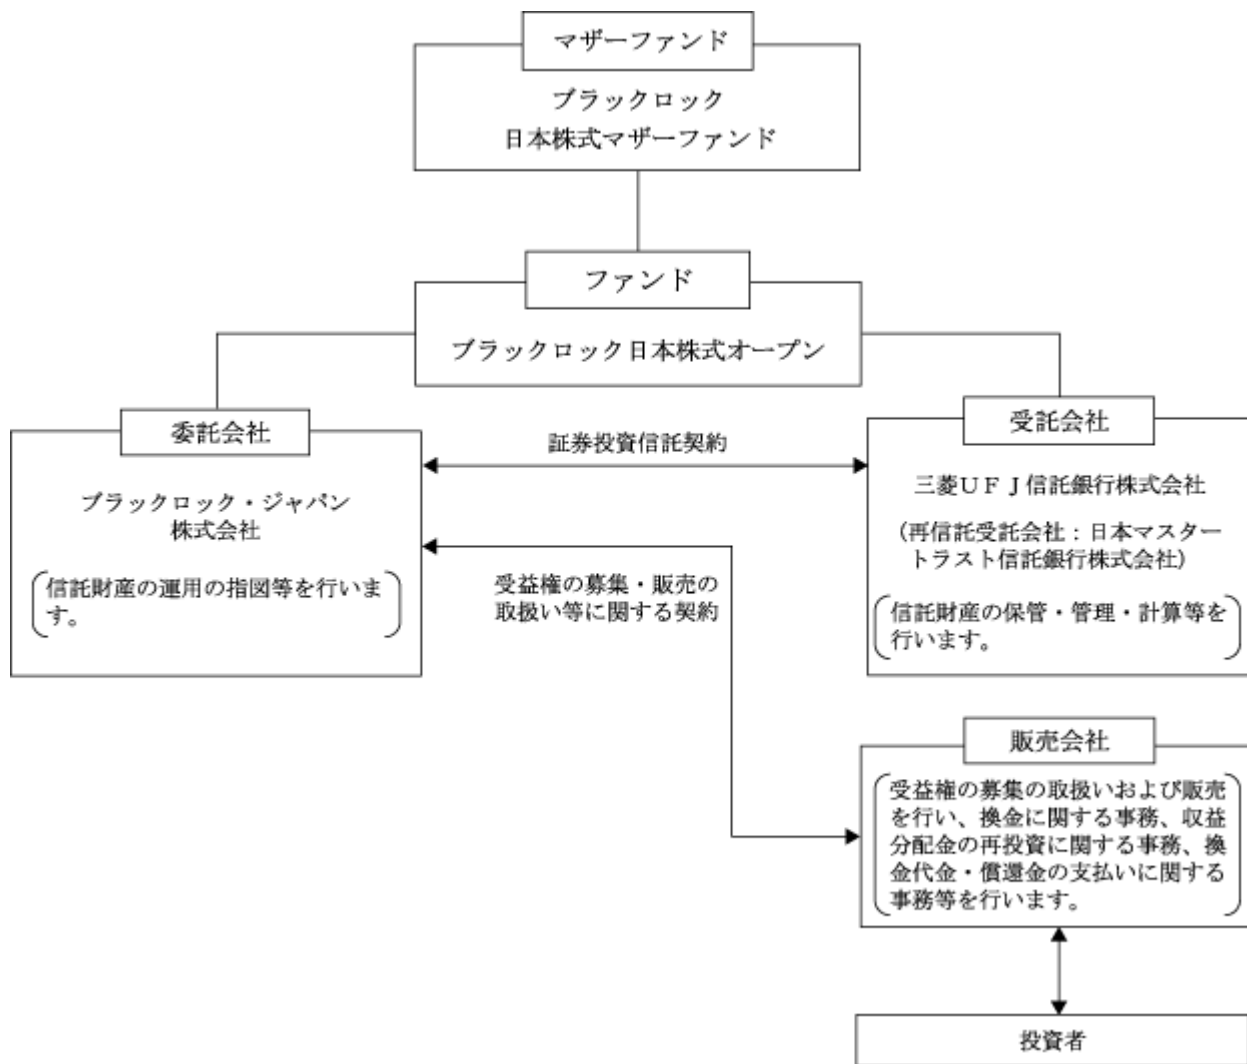 マザーファンド
ブラックロック
日本株式マザーファンド
ファンド
ブラックロック日本株式オープン
委託会社
ブラックロック・ジャパン
株式会社
信託財産の運用の指図等を行いま
す。
証券投資信託契約
受益権の募集・販売の
取扱い等に関する契約
受託会社
三菱ＵＦＪ信託銀行株式会社
（再信託受託会社：日本マスター
トラスト信託銀行株式会社）
信託財産の保管・管理・計算等を
行います。
販売会社
受益権の募集の取扱いおよび販売
を行い、換金に関する事務、収益
分配金の再投資に関する事務、換
金代金・償還金の支払いに関する
事務等を行います。
投資者